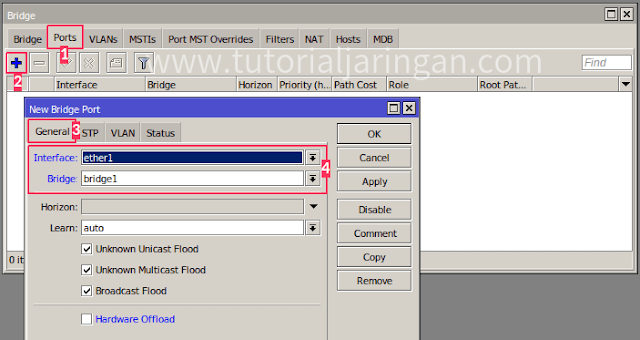 Bridge
Bridge Ports VLANs MSTIs Port MST Overrides Filters NAT Hosts MDB
1
www.tutorialjaringan.com
Find
2
Interface Bridge Horizon Priority (h... Path Cost Role Root Pat...
New Bridge Port
General STP VLAN Status
3
OK
Interface: ether1
Cancel
4
Bridge: bridge1
Apply
Horizon:
Disable
Learn: auto
Comment
Unknown Unicast Flood
Copy
Unknown Multicast Flood
Remove
Broadcast Flood
Hardware Offload